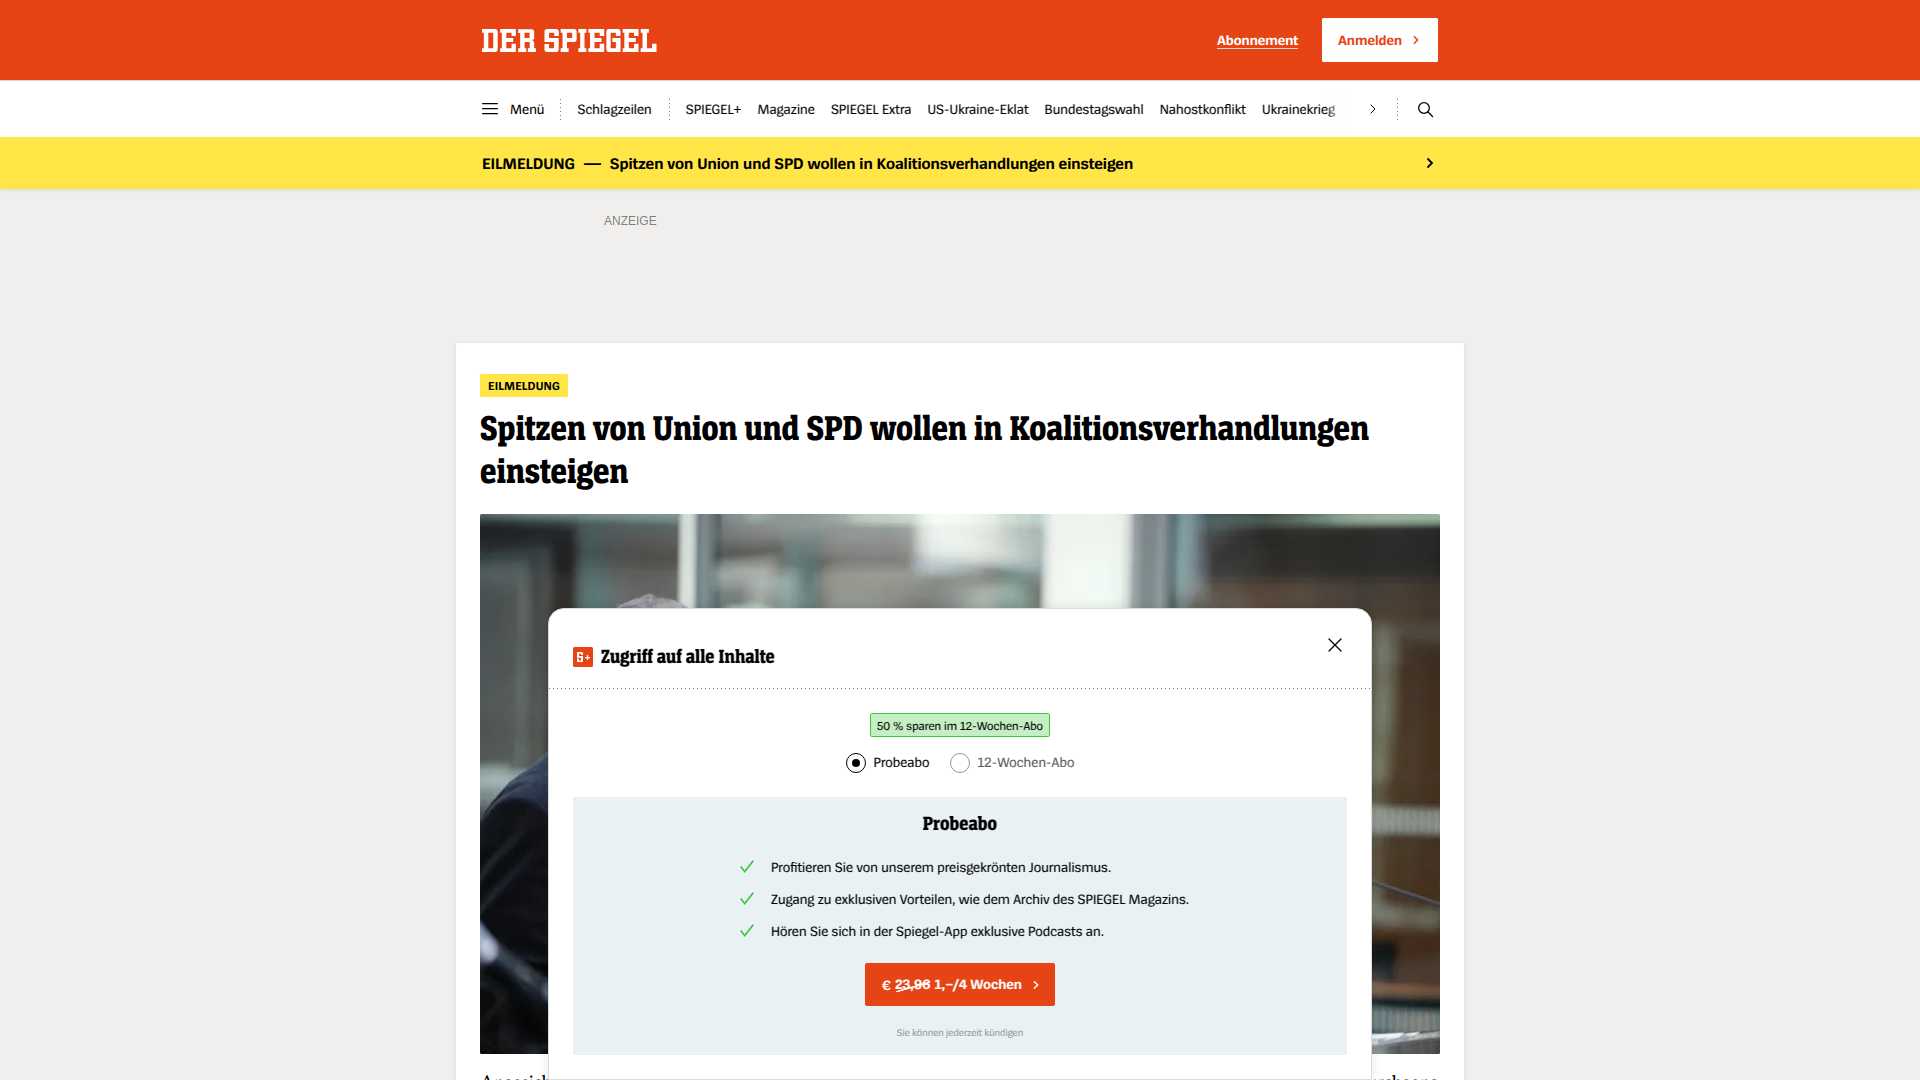 DER SPIEGEL
Abonnement
Anmelden
Menü
Schlagzeilen
SPIEGEL+
Magazine
SPIEGEL Extra
US-Ukraine-Eklat
Bundestagswahl
Nahostkonflikt
Ukrainekrieg
EILMELDUNG — Spitzen von Union und SPD wollen in Koalitionsverhandlungen einsteigen
ANZEIGE
EILMELDUNG
Spitzen von Union und SPD wollen in Koalitionsverhandlungen
einsteigen
Zugriff auf alle Inhalte
50 % sparen im 12-Wochen-Abo
Probeabo
12-Wochen-Abo
Probeabo
Profitieren Sie von unserem preisgekrönten Journalismus.
Zugang zu exklusiven Vorteilen, wie dem Archiv des SPIEGEL Magazins.
Hören Sie sich in der Spiegel-App exklusive Podcasts an.
€ 23,96 1,–/4 Wochen
Sie können jederzeit kündigen